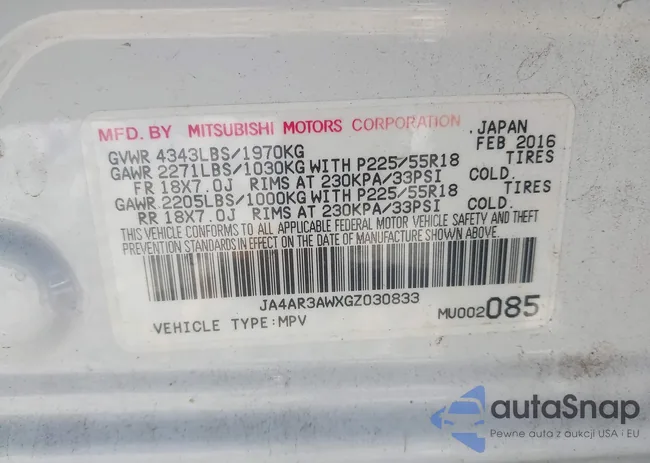 MFD. BY MITSUBISHI MOTORS CORPORATION, JAPAN
GVWR 4343LBS/1970KG FEB 2016
GAWR 2271LBS/1030KG WITH P225/55R18 TIRES
FR 18X7.0J RIMS AT 230KPA/33PSI COLD.
GAWR 2205LBS/1000KG WITH P225/55R18 TIRES
RR 18X7.0J RIMS AT 230KPA/33PSI COLD.
THIS VEHICLE CONFORMS TO ALL APPLICABLE FEDERAL MOTOR VEHICLE SAFETY AND THEFT
PREVENTION STANDARDS IN EFFECT ON THE DATE OF MANUFACTURE SHOWN ABOVE.
JA4AR3AWXGZ030833
VEHICLE TYPE:MPV MU002085
autaSnap
Pewne auta z aukcji USA i EU